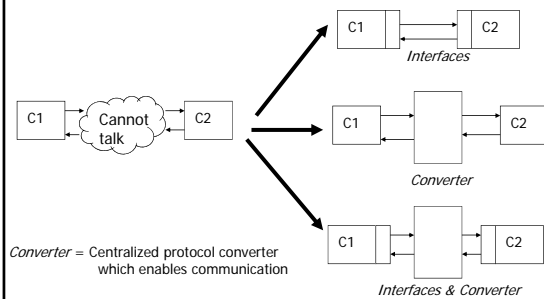 C1
C2
Interfaces
C1
Cannot
talk
C2
C1
C2
Converter
C1
C2
Converter = Centralized protocol converter
which enables communication
Interfaces & Converter